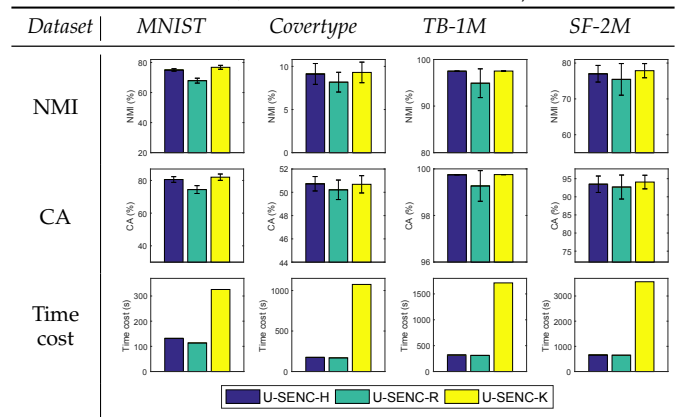 Dataset MNIST Covertype TB-1M SF-2M
NMI
NMI (%)
80
60
40
20
NMI (%)
10
5
0
NMI (%)
100
90
80
NMI (%)
80
70
60
CA
CA (%)
80
60
40
CA (%)
52
50
48
46
44
CA (%)
100
98
96
CA (%)
95
90
85
80
75
Time
cost
Time cost (s)
300
200
100
0
Time cost (s)
1000
500
0
Time cost (s)
1500
1000
500
0
Time cost (s)
3000
2000
1000
0
U-SENC-H U-SENC-R U-SENC-K